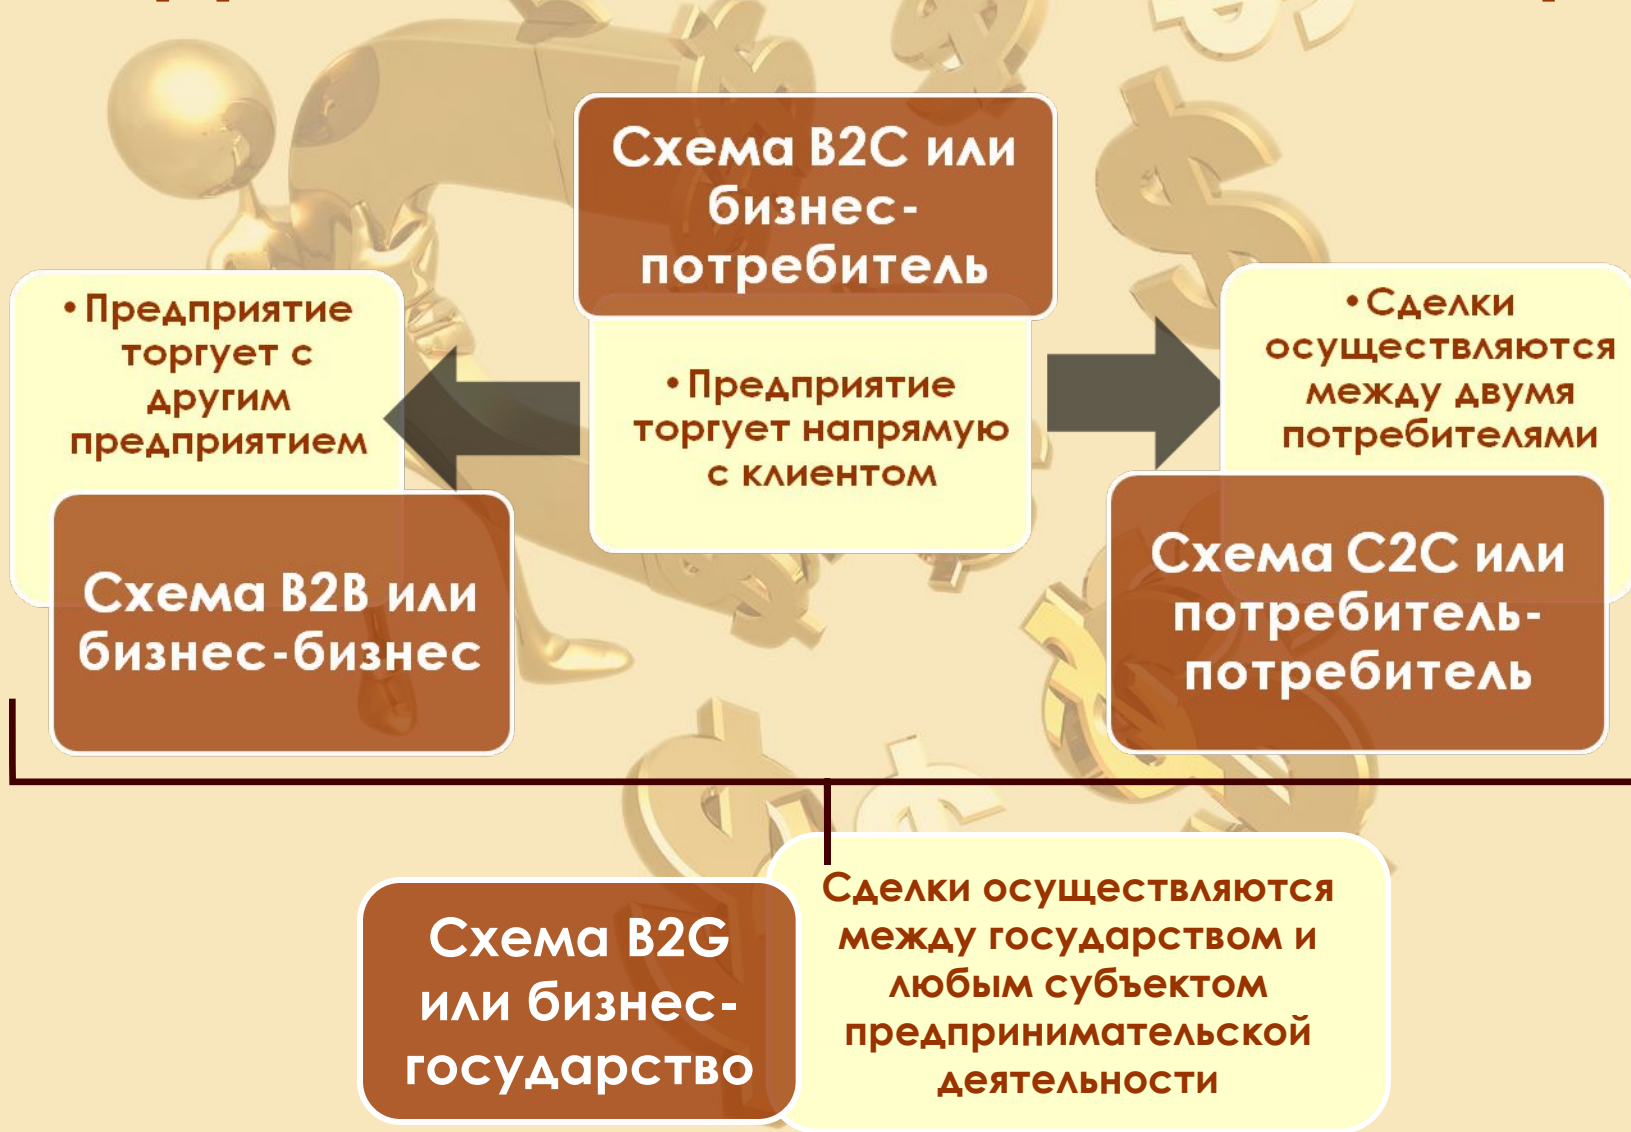 Схема B2C или
бизнес-
потребитель
•Предприятие
торгует напрямую
с клиентом
•Предприятие
торгует с
другим
предприятием
Схема B2B или
бизнес-бизнес
•Сделки
осуществляются
между двумя
потребителями
Схема C2C или
потребитель-
потребитель
Схема B2G
или бизнес-
государство
Сделки осуществляются
между государством и
любым субъектом
предпринимательской
деятельности